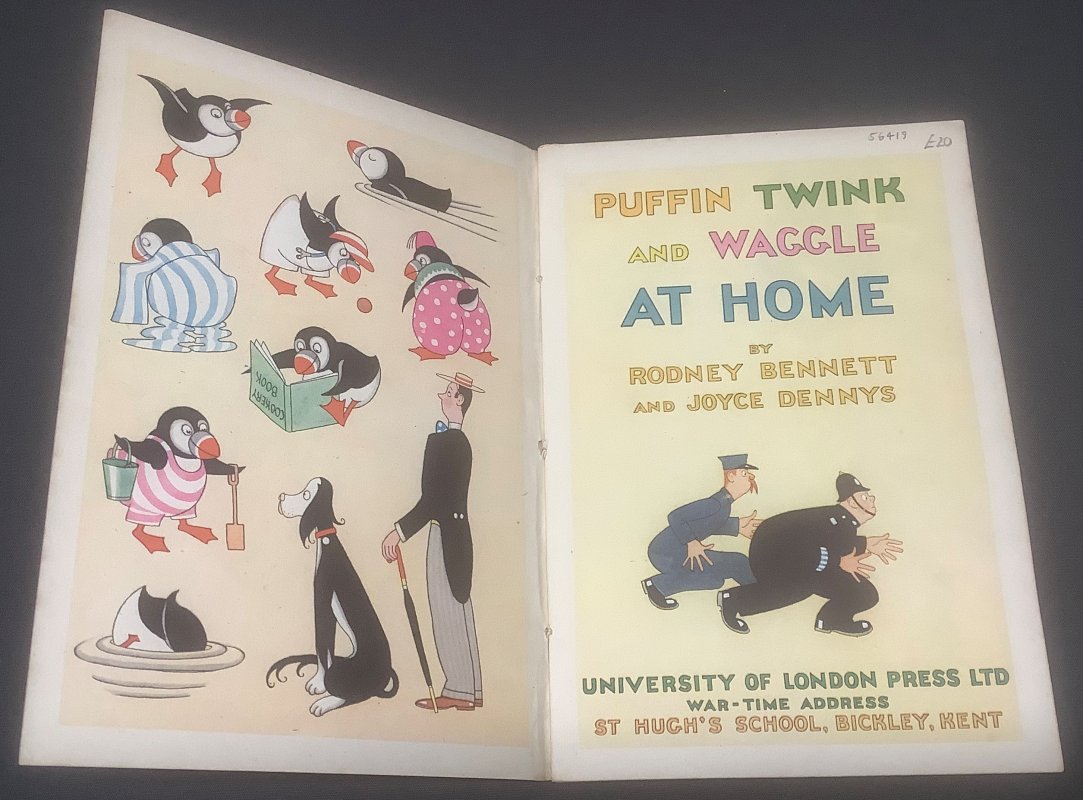 COOKERY
BOOK
56419
£20
PUFFIN TWINK
AND WAGGLE
AT HOME
BY
RODNEY BENNETT
AND JOYCE DENNYS
UNIVERSITY OF LONDON PRESS LTD
WAR-TIME ADDRESS
ST HUGH'S SCHOOL, BICKLEY, KENT